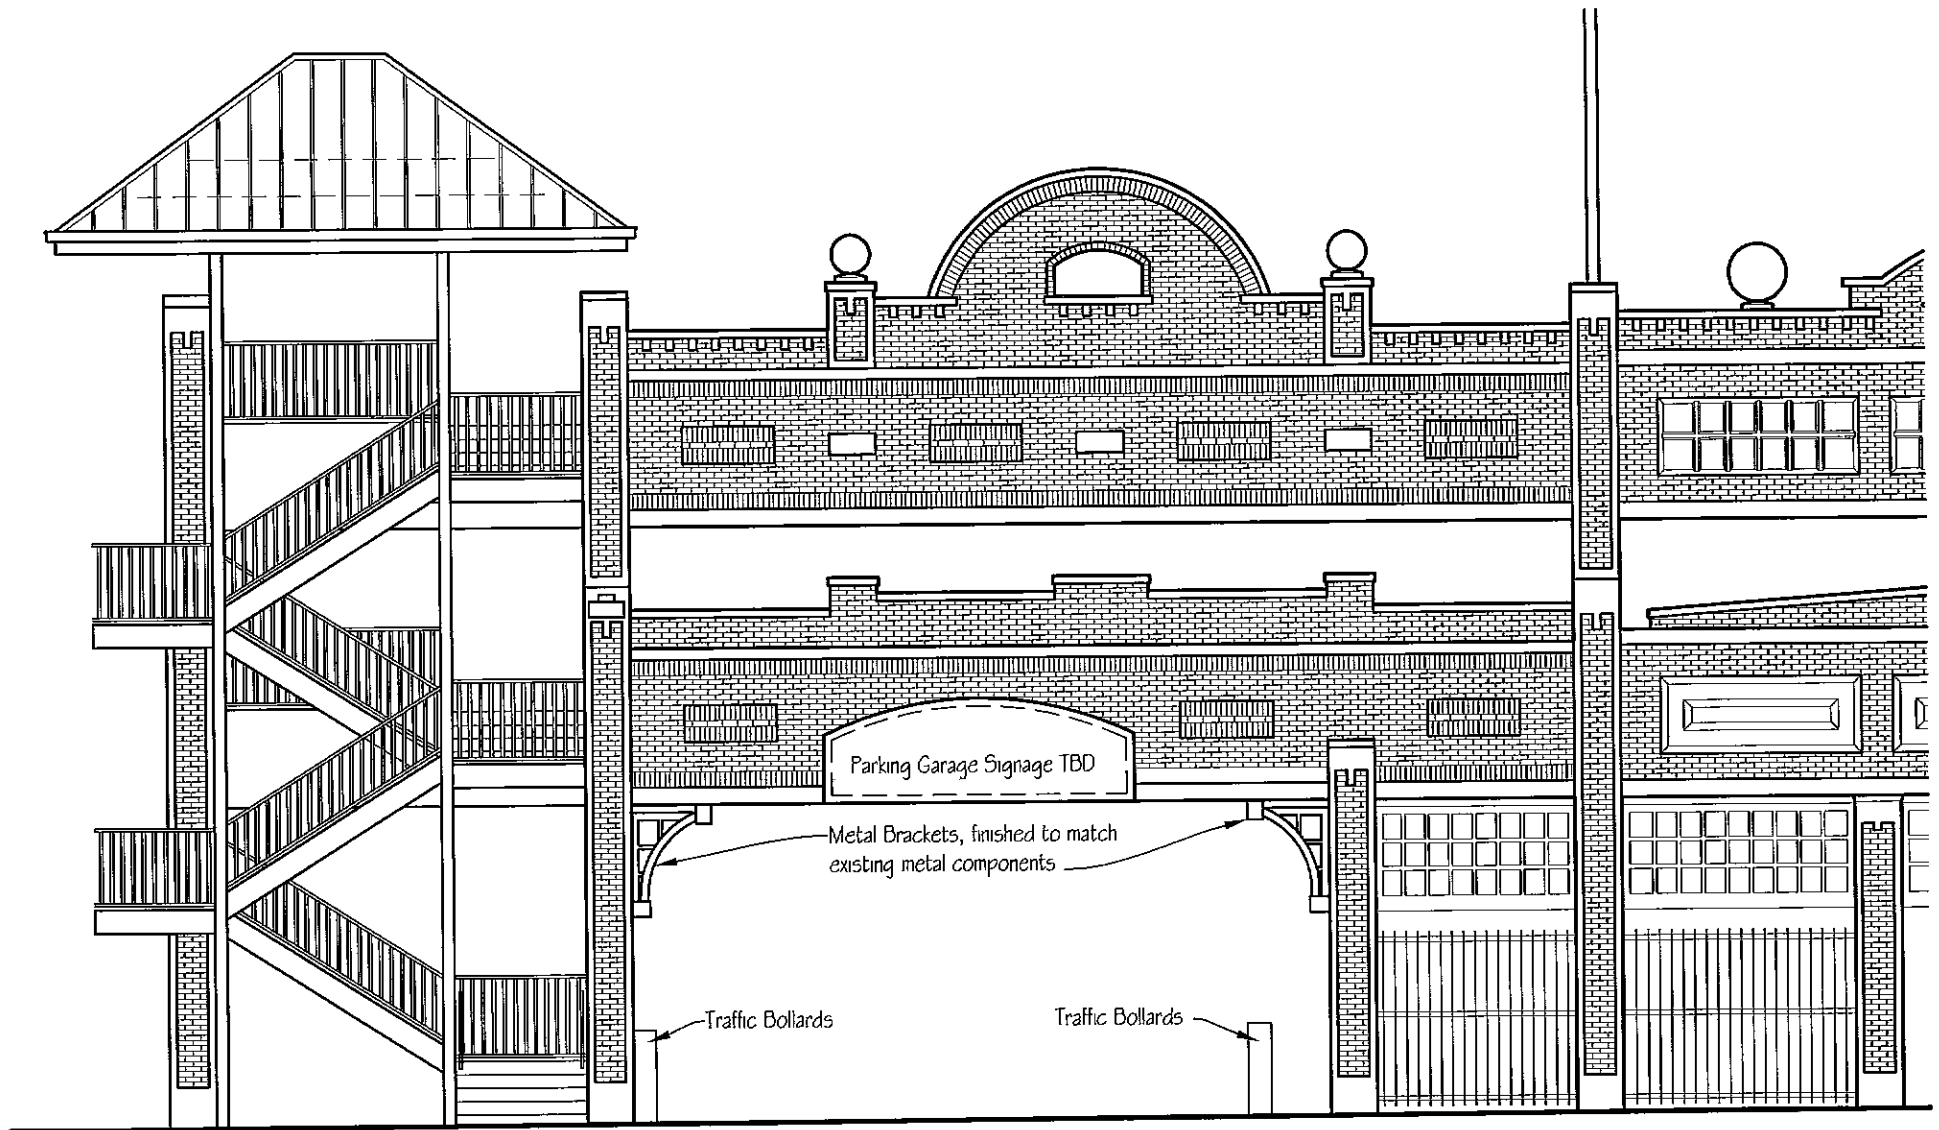 Parking Garage Signage TBD
Metal Brackets, finished to match
existing metal components
Traffic Bollards
Traffic Bollards